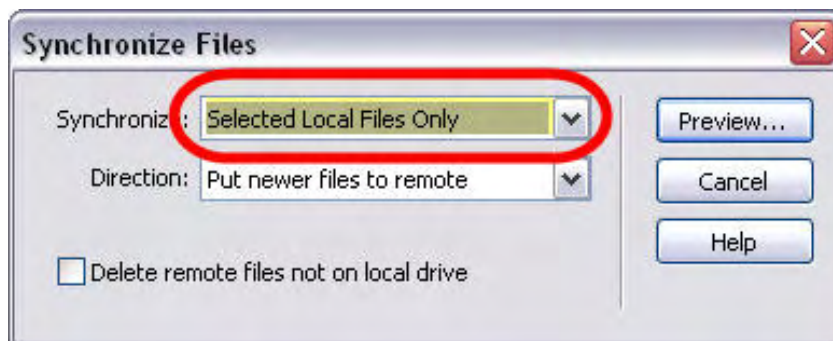 Synchronize Files
Synchronize: Selected Local Files Only
Preview...
Direction: Put newer files to remote
Cancel
Help
Delete remote files not on local drive